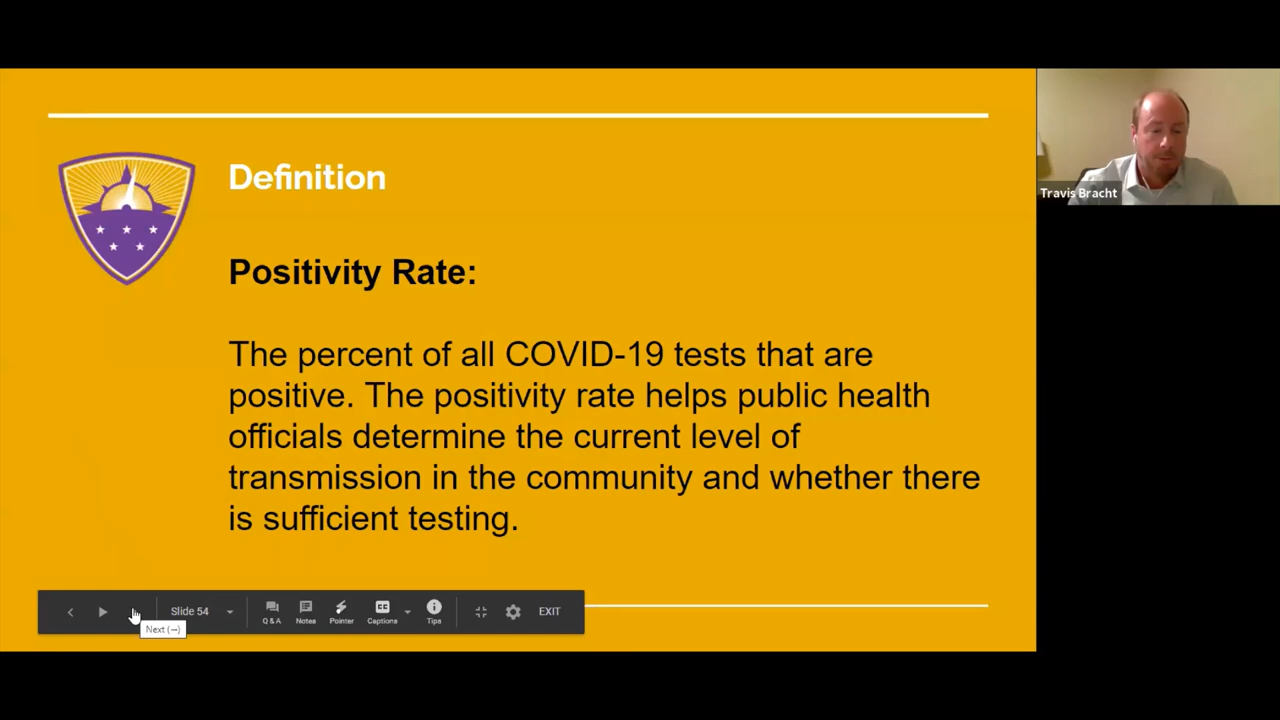 Definition
Positivity Rate:
The percent of all COVID-19 tests that are
positive. The positivity rate helps public health
officials determine the current level of
transmission in the community and whether there
is sufficient testing.
Travis Bracht
Slide 54
Q & A
Notes
Pointer
CC
Captions
Tips
EXIT
Next (→)